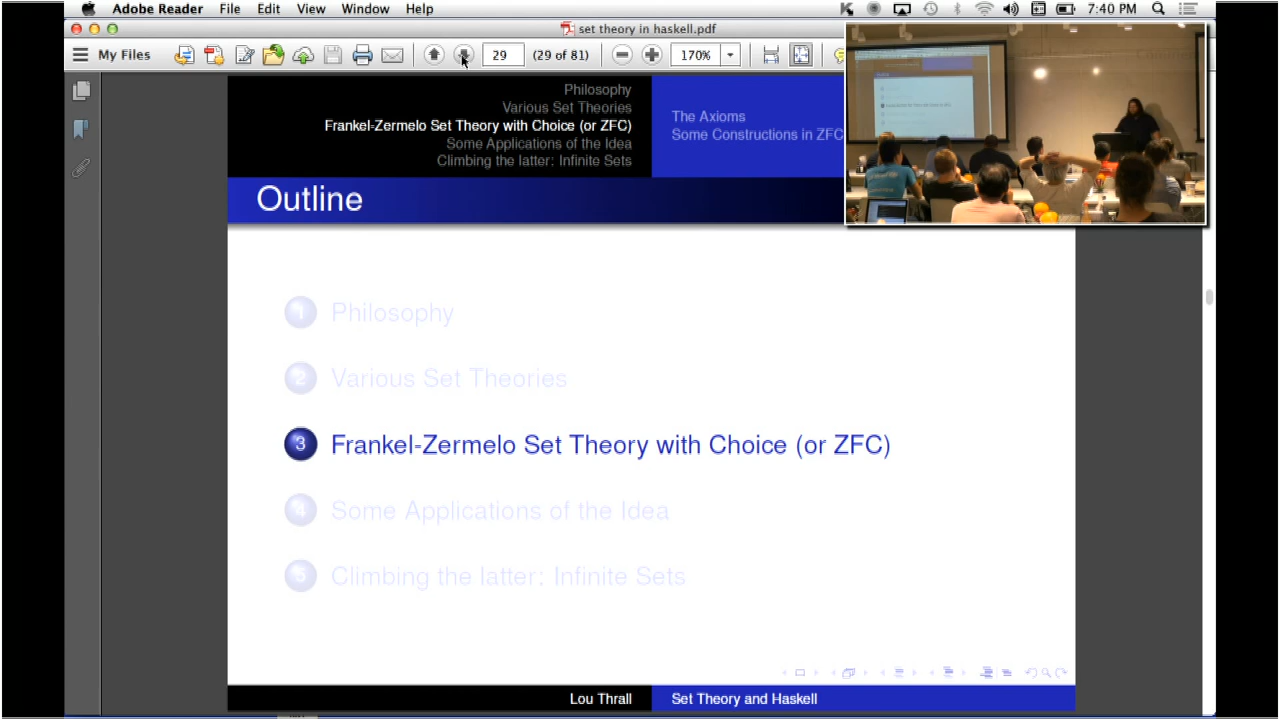 Adobe Reader File Edit View Window Help 7:40 PM
set theory in haskell.pdf
My Files 29 (29 of 81) 170%
Philosophy
Various Set Theories
Frankel-Zermelo Set Theory with Choice (or ZFC)
Some Applications of the Idea
Climbing the latter: Infinite Sets
The Axioms
Some Constructions in ZFC
Outline
1 Philosophy
2 Various Set Theories
3 Frankel-Zermelo Set Theory with Choice (or ZFC)
4 Some Applications of the Idea
5 Climbing the latter: Infinite Sets
Lou Thrall Set Theory and Haskell